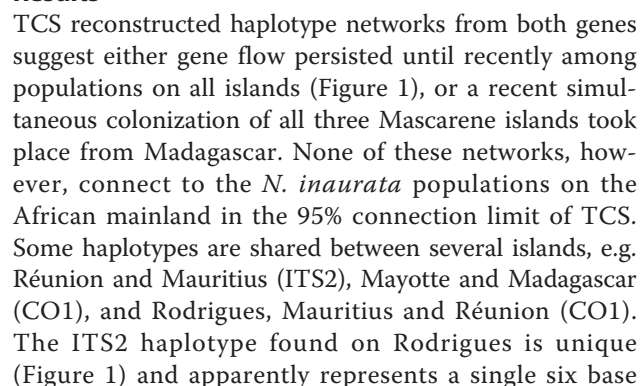 Results
TCS reconstructed haplotype networks from both genes
suggest either gene flow persisted until recently among
populations on all islands (Figure 1), or a recent simul-
taneous colonization of all three Mascarene islands took
place from Madagascar. None of these networks, how-
ever, connect to the N. inaurata populations on the
African mainland in the 95% connection limit of TCS.
Some haplotypes are shared between several islands, e.g.
Réunion and Mauritius (ITS2), Mayotte and Madagascar
(CO1), and Rodrigues, Mauritius and Réunion (CO1).
The ITS2 haplotype found on Rodrigues is unique
(Figure 1) and apparently represents a single six base